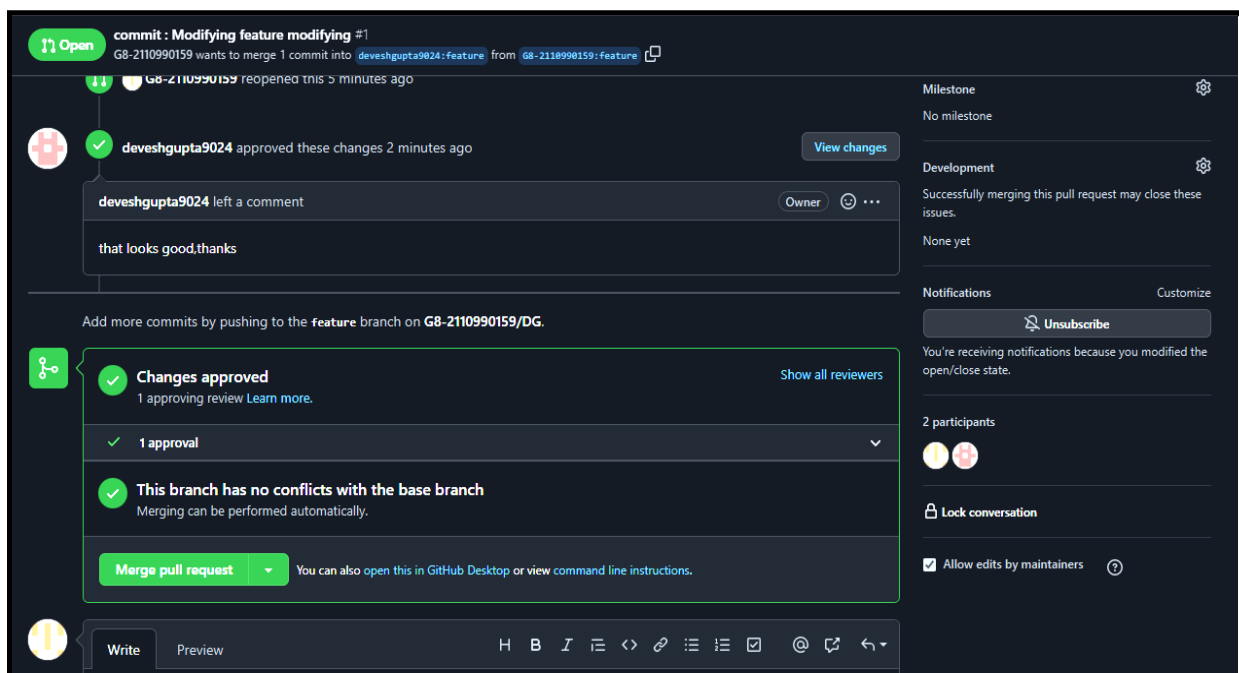 Open
commit : Modifying feature modifying #1
G8-2110990159 wants to merge 1 commit into deveshgupta9024:feature from G8-2110990159:feature
G8-2110990159 reopened this 5 minutes ago
deveshgupta9024 approved these changes 2 minutes ago
View changes
deveshgupta9024 left a comment
Owner
that looks good,thanks
Add more commits by pushing to the feature branch on G8-2110990159/DG.
Changes approved
Show all reviewers
1 approving review Learn more.
1 approval
This branch has no conflicts with the base branch
Merging can be performed automatically.
Merge pull request
You can also open this in GitHub Desktop or view command line instructions.
Write
Preview
Milestone
No milestone
Development
Successfully merging this pull request may close these
issues.
None yet
Notifications
Customize
Unsubscribe
You're receiving notifications because you modified the
open/close state.
2 participants
Lock conversation
Allow edits by maintainers